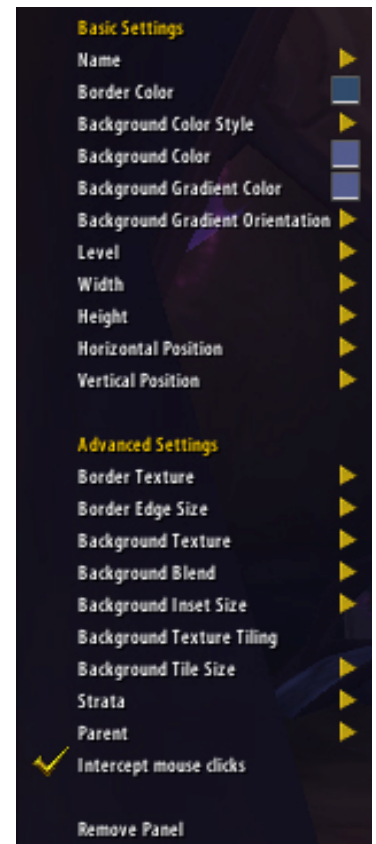 Basic Settings
Name
Border Color
Background Color Style
Background Color
Background Gradient Color
Background Gradient Orientation
Level
Width
Height
Horizontal Position
Vertical Position
Advanced Settings
Border Texture
Border Edge Size
Background Texture
Background Blend
Background Inset Size
Background Texture Tiling
Background Tile Size
Strata
Parent
Intercept mouse clicks
Remove Panel